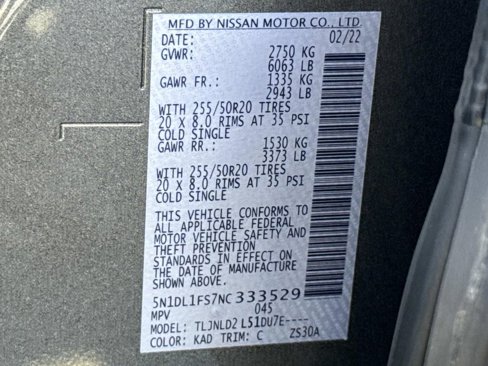 MFD BY NISSAN MOTOR CO., LTD.
DATE: 02/22
GVWR: 2750 KG
6063 LB
GAWR FR.: 1335 KG
2943 LB
WITH 255/50R20 TIRES
20 X 8.0 RIMS AT 35 PSI
COLD SINGLE
GAWR RR.: 1530 KG
3373 LB
WITH 255/50R20 TIRES
20 X 8.0 RIMS AT 35 PSI
COLD SINGLE
THIS VEHICLE CONFORMS TO
ALL APPLICABLE FEDERAL
MOTOR VEHICLE SAFETY AND
THEFT PREVENTION
STANDARDS IN EFFECT ON
THE DATE OF MANUFACTURE
SHOWN ABOVE.
5N1DL1FS7NC333529
MPV 045
MODEL: TLJNLD2 L51DU7E----
COLOR: KAD TRIM: C ZS30A